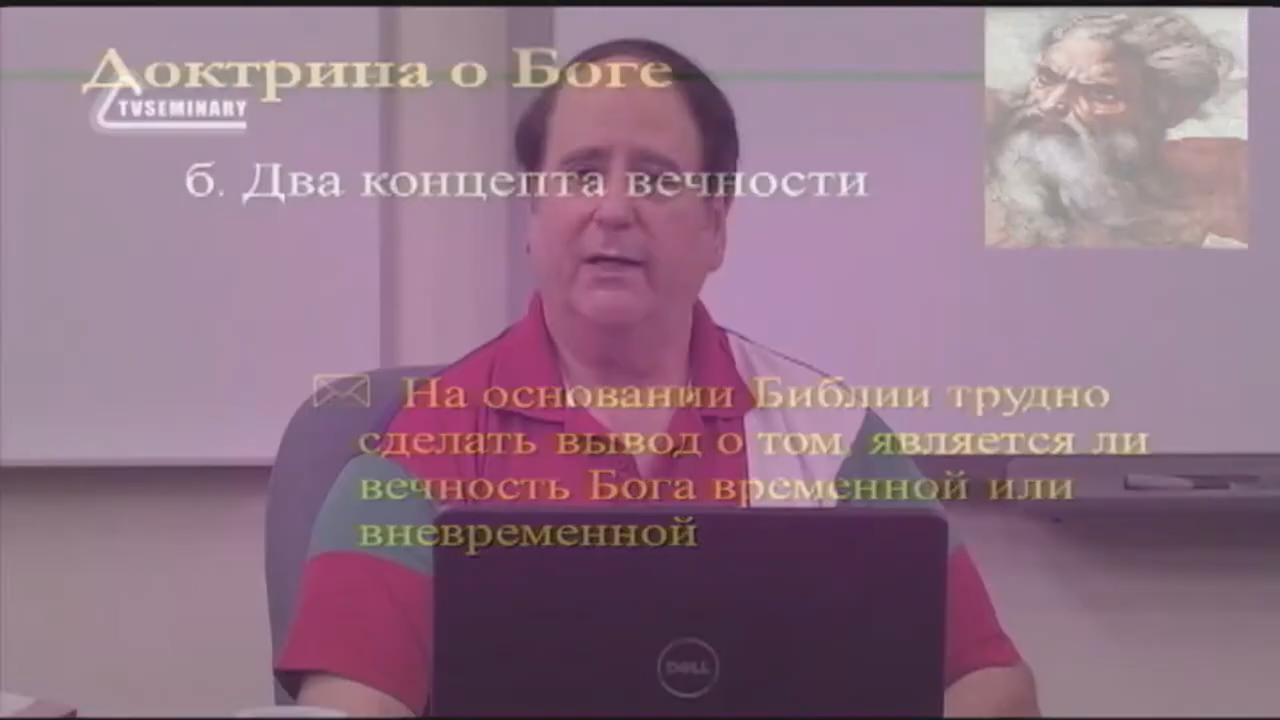 Доктрина о Боге
TVSEMINARY
б. Два концепта вечности
На основании Библии трудно
сделать вывод о том, является ли
вечность Бога временной или
вневременной
DELL